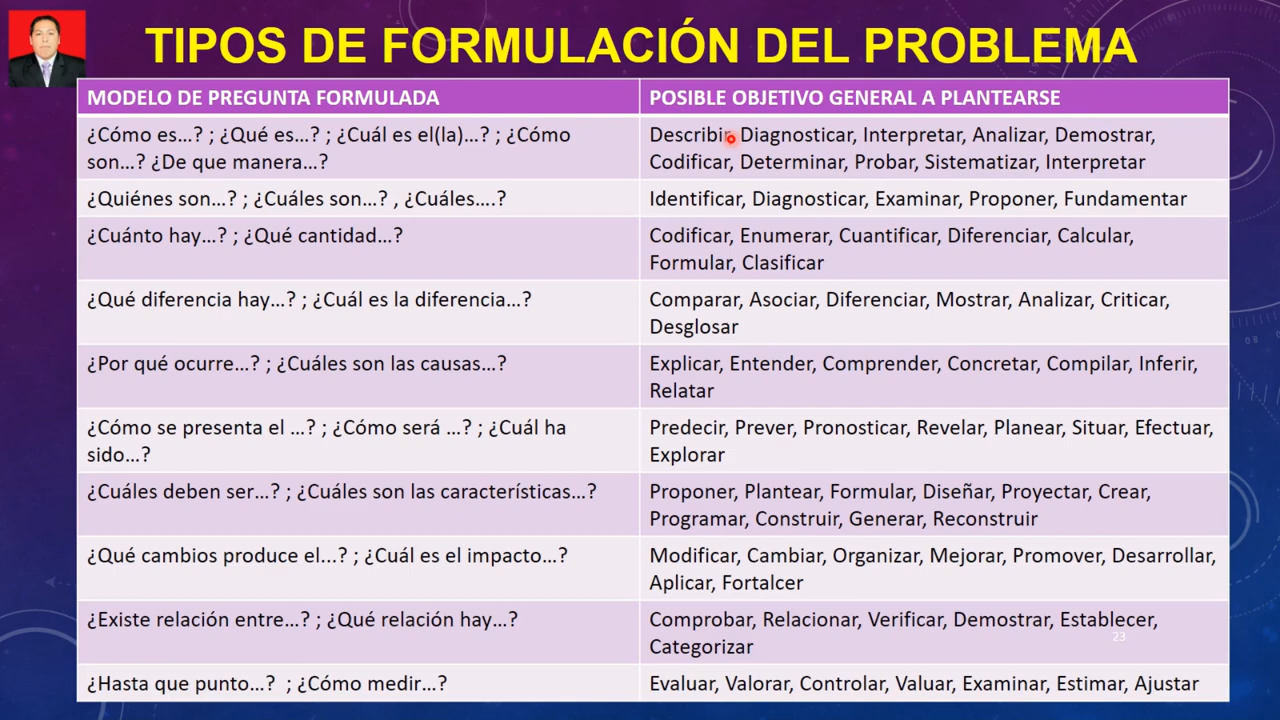 TIPOS DE FORMULACIÓN DEL PROBLEMA
MODELO DE PREGUNTA FORMULADA
POSIBLE OBJETIVO GENERAL A PLANTEARSE
¿Cómo es...? ; ¿Qué es...? ; ¿Cuál es el(la)...? ; ¿Cómo
son...? ¿De que manera...?
Describir, Diagnosticar, Interpretar, Analizar, Demostrar,
Codificar, Determinar, Probar, Sistematizar, Interpretar
¿Quiénes son...? ; ¿Cuáles son...? , ¿Cuáles....?
Identificar, Diagnosticar, Examinar, Proponer, Fundamentar
¿Cuánto hay...? ; ¿Qué cantidad...?
Codificar, Enumerar, Cuantificar, Diferenciar, Calcular,
Formular, Clasificar
¿Qué diferencia hay...? ; ¿Cuál es la diferencia...?
Comparar, Asociar, Diferenciar, Mostrar, Analizar, Criticar,
Desglosar
¿Por qué ocurre...? ; ¿Cuáles son las causas...?
Explicar, Entender, Comprender, Concretar, Compilar, Inferir,
Relatar
¿Cómo se presenta el ...? ; ¿Cómo será ...? ; ¿Cuál ha
sido...?
Predecir, Prever, Pronosticar, Revelar, Planear, Situar, Efectuar,
Explorar
¿Cuáles deben ser...? ; ¿Cuáles son las características...?
Proponer, Plantear, Formular, Diseñar, Proyectar, Crear,
Programar, Construir, Generar, Reconstruir
¿Qué cambios produce el...? ; ¿Cuál es el impacto...?
Modificar, Cambiar, Organizar, Mejorar, Promover, Desarrollar,
Aplicar, Fortalcer
¿Existe relación entre...? ; ¿Qué relación hay...?
Comprobar, Relacionar, Verificar, Demostrar, Establecer,
Categorizar
23
¿Hasta que punto...? ; ¿Cómo medir...?
Evaluar, Valorar, Controlar, Valuar, Examinar, Estimar, Ajustar